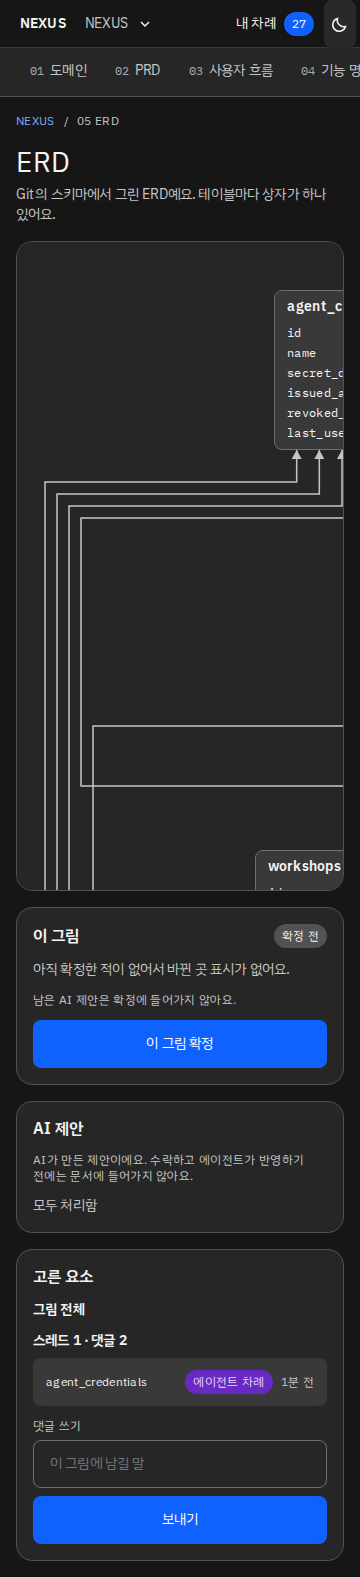 NEXUS NEXUS 내 차례 27
01 도메인 02 PRD 03 사용자 흐름 04 기능 명
NEXUS / 05 ERD
ERD
Git의 스키마에서 그린 ERD예요. 테이블마다 상자가 하나
있어요.
agent_c
id
name
secret_d
issued_a
revoked_
last_use
workshops
이 그림 확정 전
아직 확정한 적이 없어서 바뀐 곳 표시가 없어요.
남은 AI 제안은 확정에 들어가지 않아요.
이 그림 확정
AI 제안
AI가 만든 제안이에요. 수락하고 에이전트가 반영하기
전에는 문서에 들어가지 않아요.
모두 처리함
고른 요소
그림 전체
스레드 1 · 댓글 2
agent_credentials 에이전트 차례 1분 전
댓글 쓰기
이 그림에 남길 말
보내기